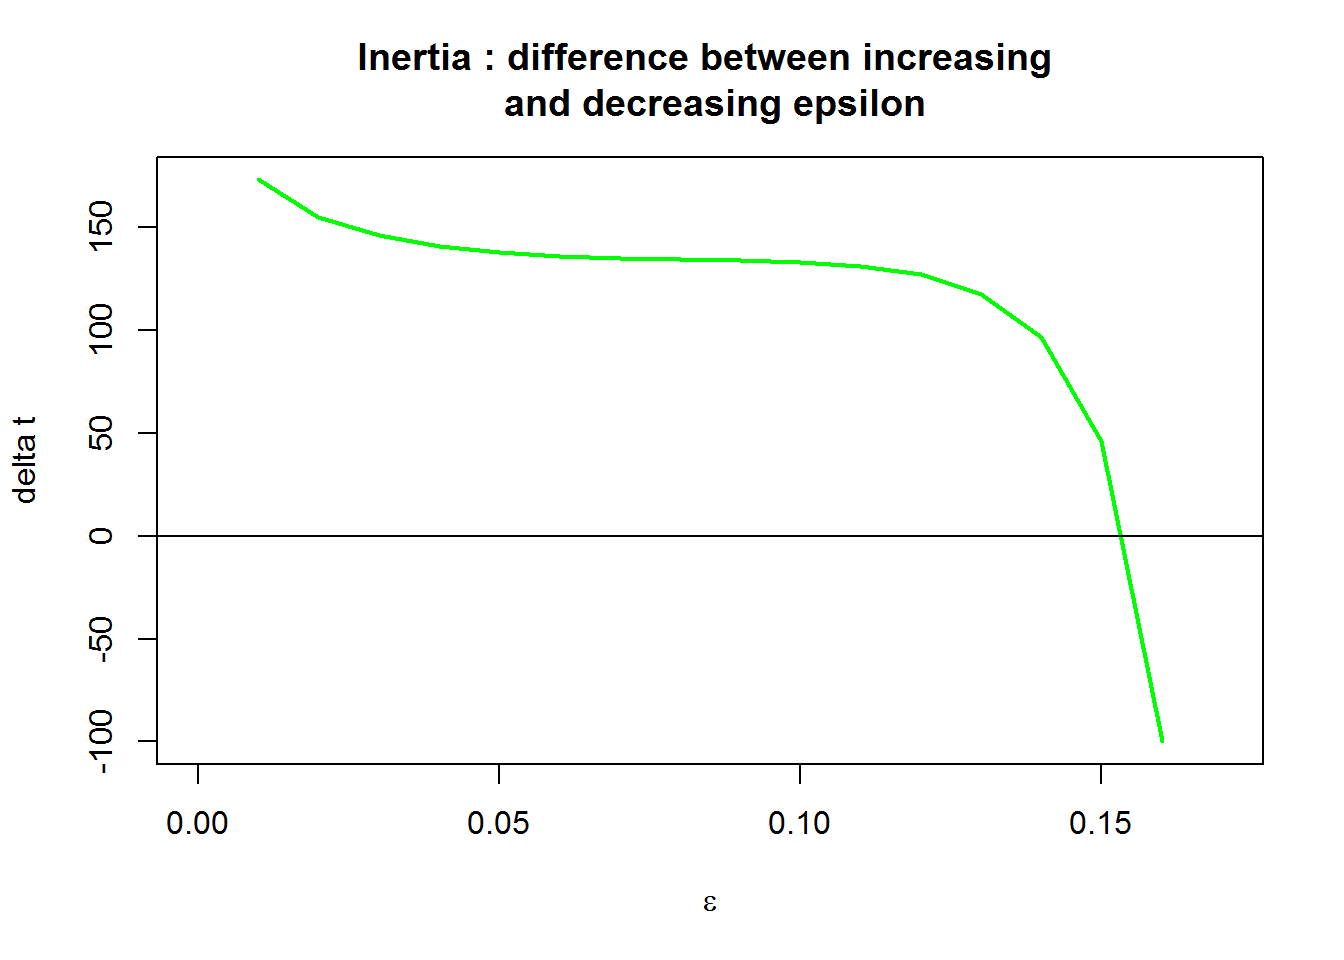 Inertia : difference between increasing
and decreasing epsilon
delta t
150
100
50
0
-50
-100
0.00 0.05 0.10 0.15
ε